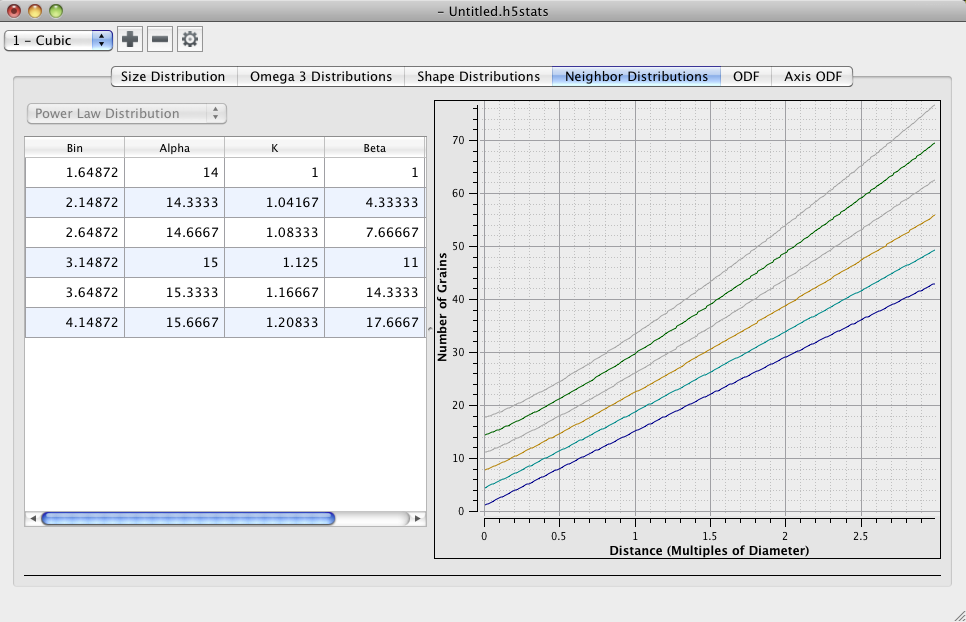 – Untitled.h5stats
1 – Cubic
Size Distribution Omega 3 Distributions Shape Distributions Neighbor Distributions ODF Axis ODF
Power Law Distribution
Bin Alpha K Beta
1.64872 14 1 1
2.14872 14.3333 1.04167 4.33333
2.64872 14.6667 1.08333 7.66667
3.14872 15 1.125 11
3.64872 15.3333 1.16667 14.3333
4.14872 15.6667 1.20833 17.6667
Number of Grains
70
60
50
40
30
20
10
0
0 0.5 1 1.5 2 2.5
Distance (Multiples of Diameter)